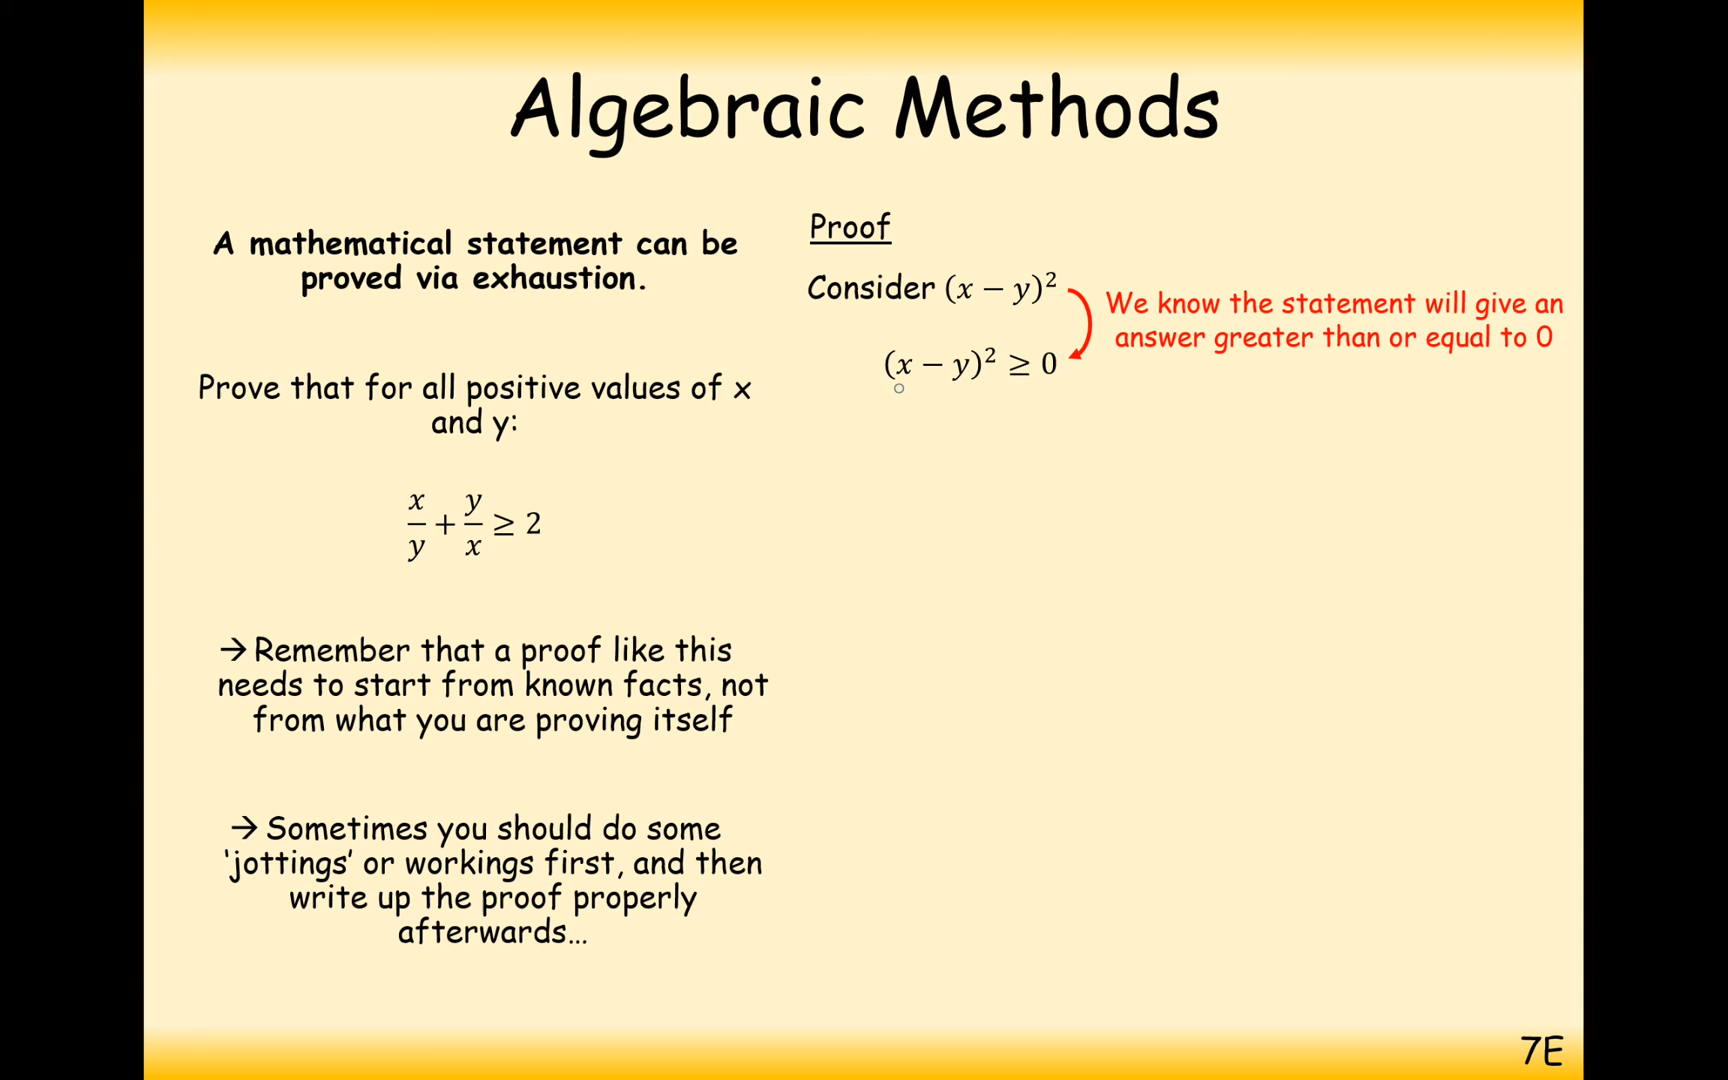 Algebraic Methods
A mathematical statement can be
proved via exhaustion.
Prove that for all positive values of x
and y:
x/y + y/x ≥ 2
→ Remember that a proof like this
needs to start from known facts, not
from what you are proving itself
→ Sometimes you should do some
‘jottings’ or workings first, and then
write up the proof properly
afterwards…
Proof
Consider (x − y)²
We know the statement will give an
answer greater than or equal to 0
(x − y)² ≥ 0
7E